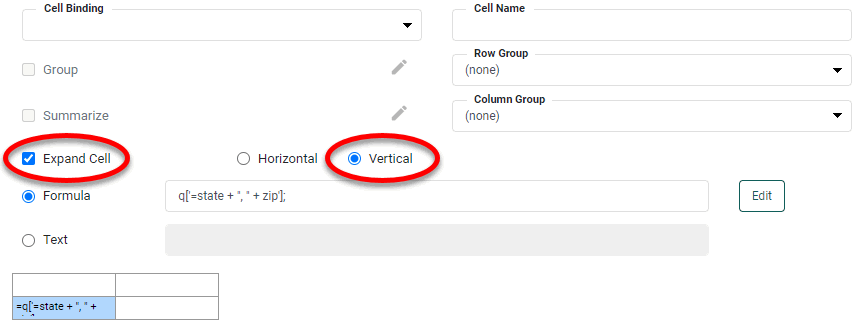 Cell Binding
Cell Name
Group
Row Group
(none)
Summarize
Column Group
(none)
Expand Cell
Horizontal
Vertical
Formula
q['=state + ", " + zip'];
Edit
Text
=q['=state + ", " +